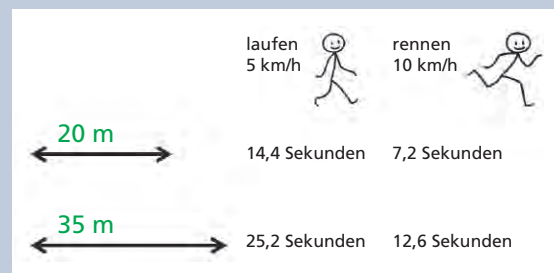 laufen
5 km/h
rennen
10 km/h
20 m
14,4 Sekunden
7,2 Sekunden
35 m
25,2 Sekunden
12,6 Sekunden